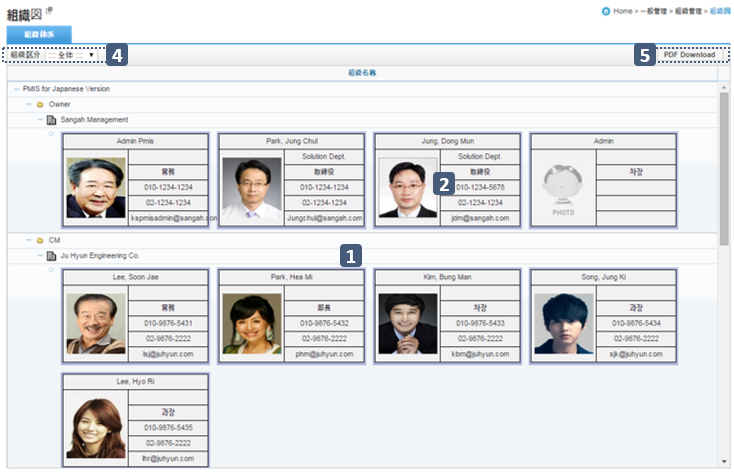 組織図
Home > 一般管理 > 組織管理 > 組織図
組織体系
組織区分 :: 全体 :: ▼ 4
5 PDF Download
組織名称
PMIS for Japanese Version
Owner
Sangah Management
Admin Pmis
常務
010-1234-1234
02-1234-1234
kspmisadmin@sangah.con
Park, Jung Chul
Solution Dept.
取締役
010-1234-1234
02-1234-1234
Jungchul@sangah.com
Jung, Dong Mun
Solution Dept.
取締役
2 010-1234-5678
02-1234-1234
jdm@sangah.com
Admin
차장
PHOTO
CM
Ju Hyun Engineering Co.
1
Lee, Soon Jae
常務
010-9876-5431
02-9876-2222
lsj@juhyun.com
Park, Hea Mi
部長
010-9876-5432
02-9876-2222
phm@juhyun.com
Kim, Bung Man
차장
010-9876-5433
02-9876-2222
kbm@juhyun.com
Song, Jung Ki
과장
010-9876-5434
02-9876-2222
sjk@juhyun.com
Lee, Hyo Ri
과장
010-9876-5435
02-9876-2222
lhr@juhyun.com